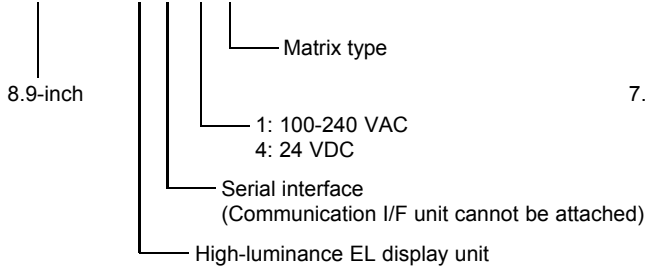 Matrix type
8.9-inch
7.
1: 100-240 VAC
4: 24 VDC
Serial interface
(Communication I/F unit cannot be attached)
High-luminance EL display unit